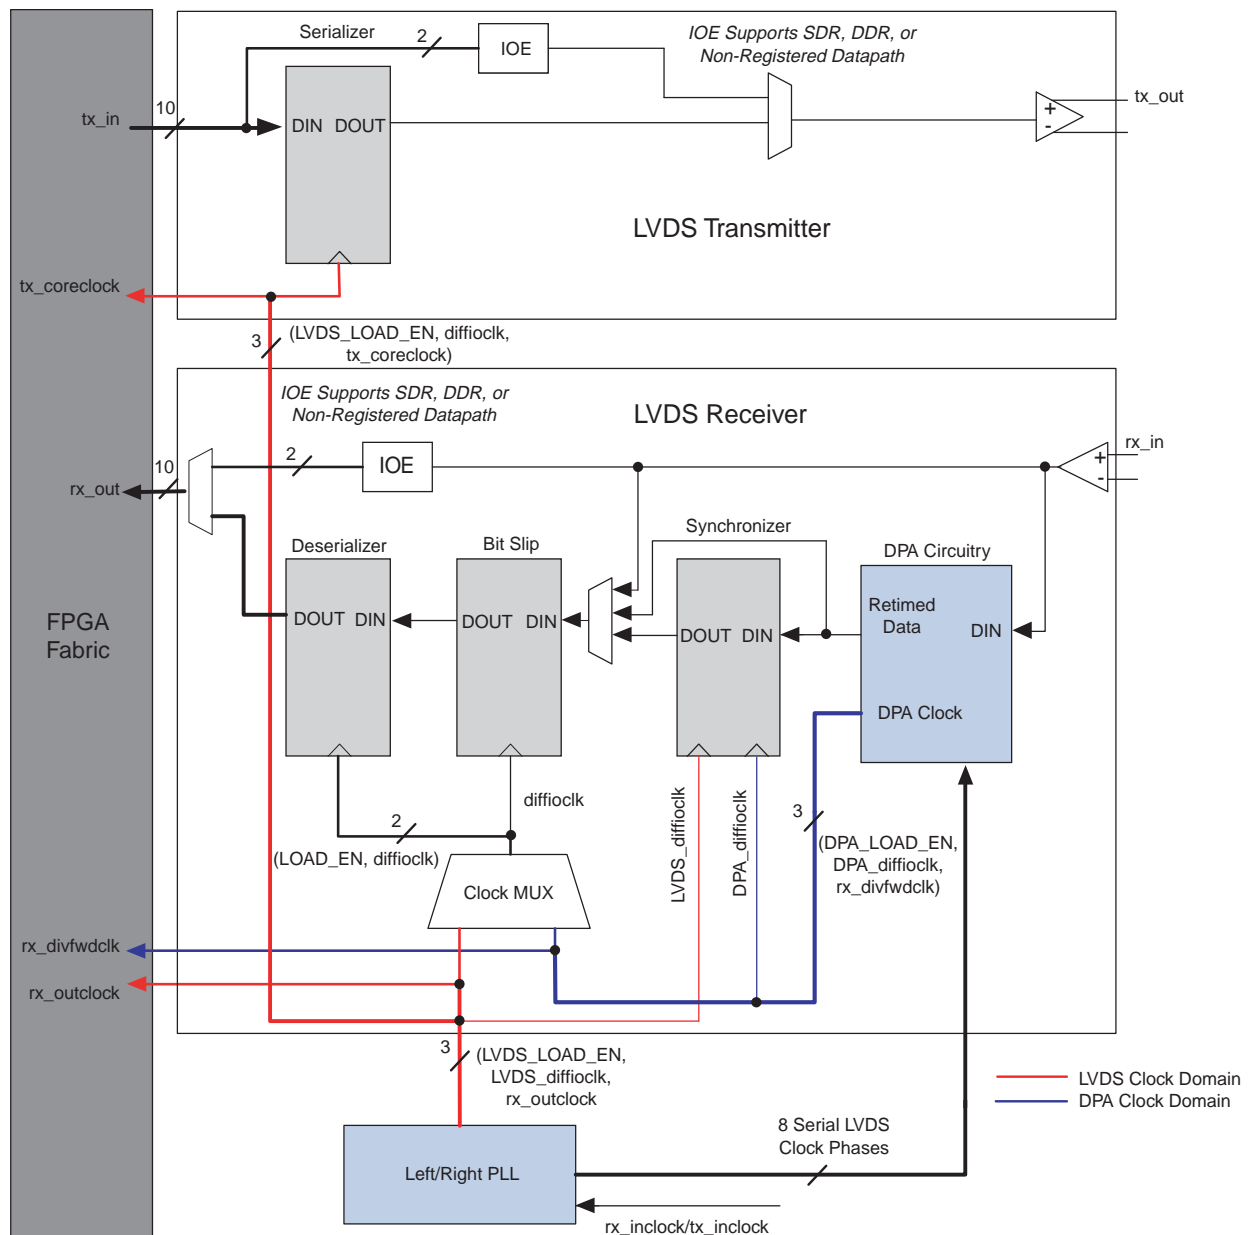 Serializer
2
IOE
IOE Supports SDR, DDR, or
Non-Registered Datapath
tx_in
10
DIN DOUT
+
-
tx_out
LVDS Transmitter
tx_coreclock
3
(LVDS_LOAD_EN, diffioclk,
tx_coreclock)
IOE Supports SDR, DDR, or
Non-Registered Datapath
LVDS Receiver
rx_in
+
-
2
IOE
10
rx_out
Deserializer
Bit Slip
Synchronizer
DPA Circuitry
FPGA
Fabric
DOUT DIN
DOUT DIN
DOUT DIN
Retimed
Data
DIN
DPA Clock
diffioclk
2
(LOAD_EN, diffioclk)
LVDS_diffioclk
DPA_diffioclk
3
(DPA_LOAD_EN,
DPA_diffioclk,
rx_divfwdclk)
Clock MUX
rx_divfwdclk
rx_outclock
3
(LVDS_LOAD_EN,
LVDS_diffioclk,
rx_outclock
LVDS Clock Domain
DPA Clock Domain
8 Serial LVDS
Clock Phases
Left/Right PLL
rx_inclock/tx_inclock